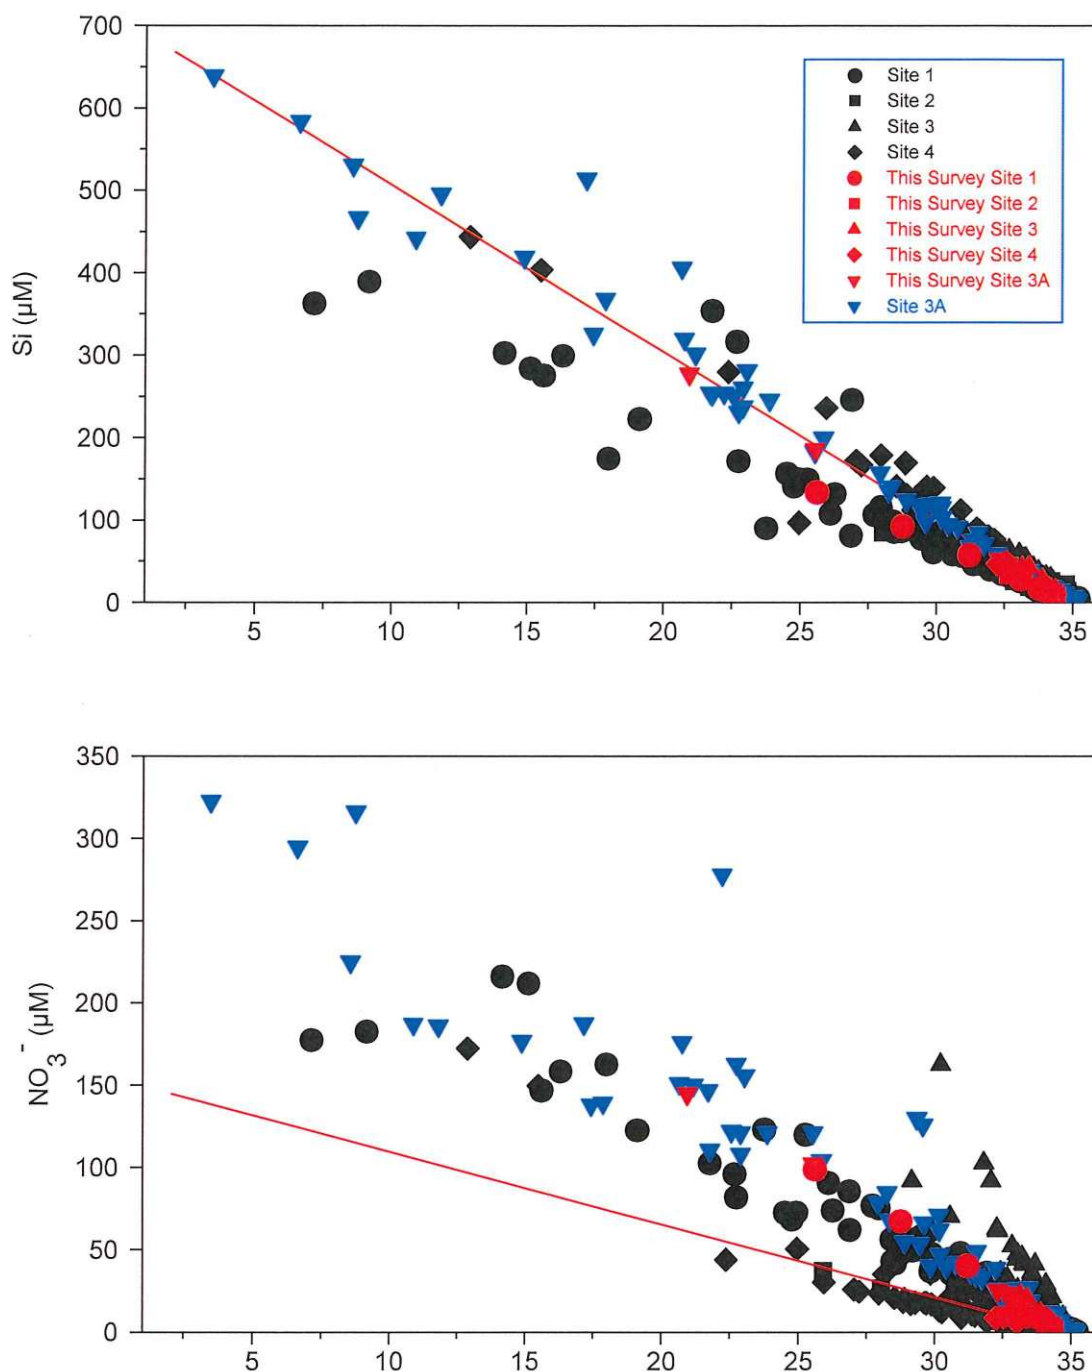 700
600
500
400
300
200
100
0
Si (µM)
5 10 15 20 25 30 35
Site 1
Site 2
Site 3
Site 4
This Survey Site 1
This Survey Site 2
This Survey Site 3
This Survey Site 4
This Survey Site 3A
Site 3A
350
300
250
200
150
100
50
0
NO₃⁻ (µM)
5 10 15 20 25 30 35